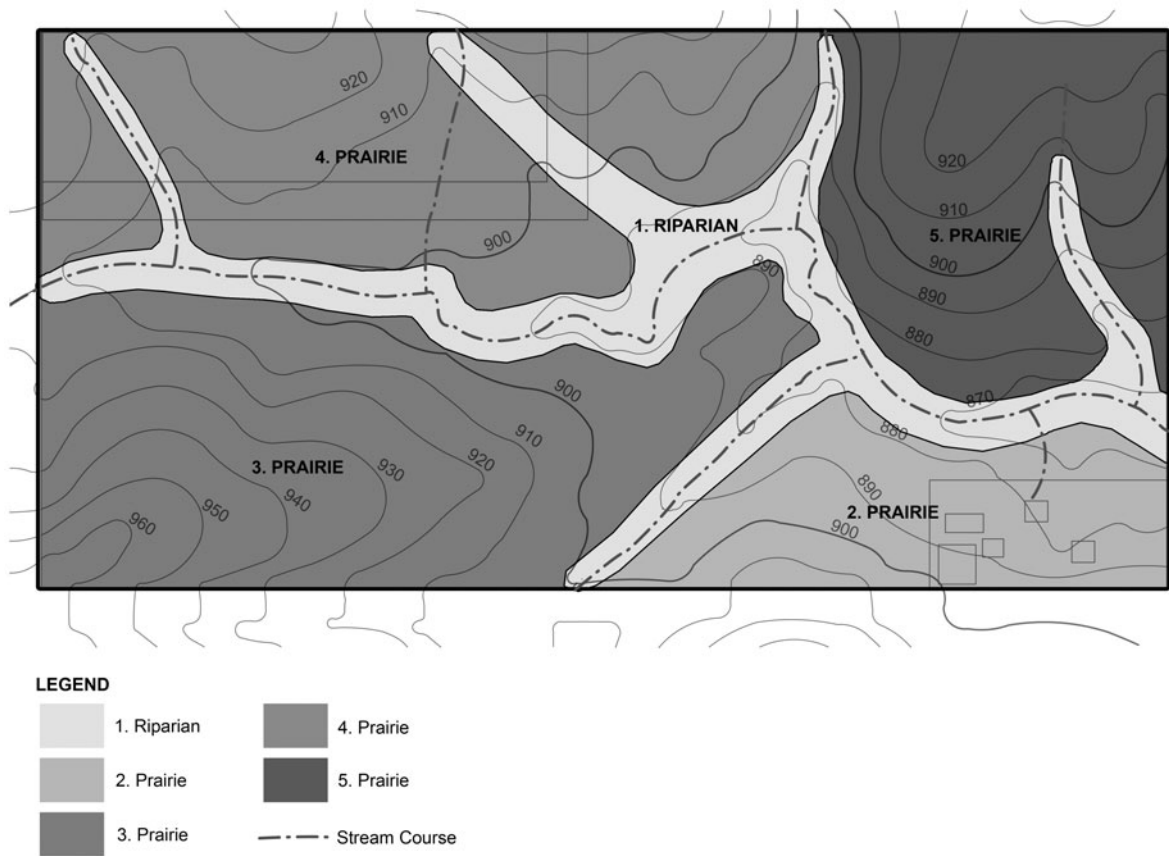 920
910
4. PRAIRIE
920
910
1. RIPARIAN
5. PRAIRIE
900
900
890
890
880
900
870
910
880
920
3. PRAIRIE
930
890
940
2. PRAIRIE
950
960
900
LEGEND
1. Riparian
4. Prairie
2. Prairie
5. Prairie
3. Prairie
Stream Course